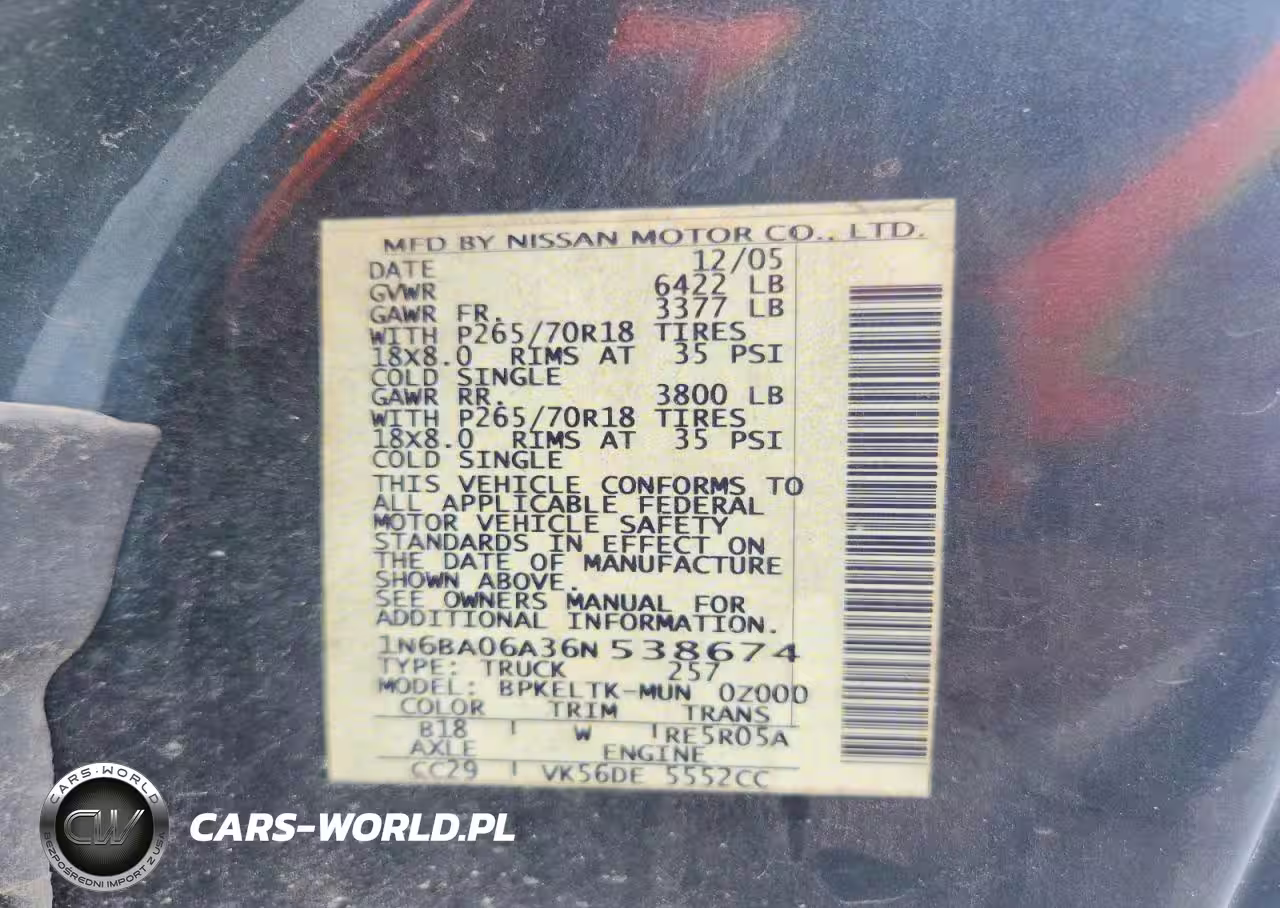 MFD BY NISSAN MOTOR CO., LTD.
DATE 12/05
GVWR 6422 LB
GAWR FR. 3377 LB
WITH P265/70R18 TIRES
18X8.0 RIMS AT 35 PSI
COLD SINGLE
GAWR RR. 3800 LB
WITH P265/70R18 TIRES
18X8.0 RIMS AT 35 PSI
COLD SINGLE
THIS VEHICLE CONFORMS TO
ALL APPLICABLE FEDERAL
MOTOR VEHICLE SAFETY
STANDARDS IN EFFECT ON
THE DATE OF MANUFACTURE
SHOWN ABOVE.
SEE OWNERS MANUAL FOR
ADDITIONAL INFORMATION.
1N6BA06A36N538674
TYPE: TRUCK 257
MODEL: BPKELTK-MUN 0Z000
COLOR TRIM TRANS
B18 W RE5R05A
AXLE ENGINE
CC29 VK56DE 5552CC
CARS-WORLD
CW
BEZPOŚREDNI IMPORT Z USA
CARS-WORLD.PL